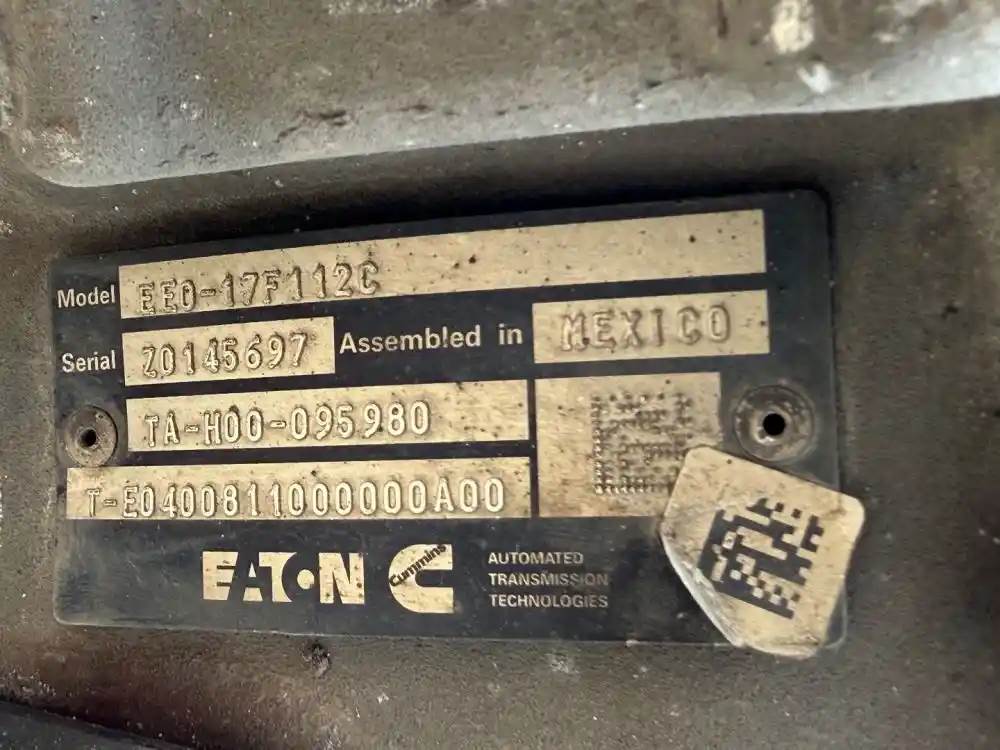 Model EEO-17F112C
Serial Z0145697 Assembled in MEXICO
TA-H00-095980
T-E0400811000000A00
EATON Cummins AUTOMATED
TRANSMISSION
TECHNOLOGIES